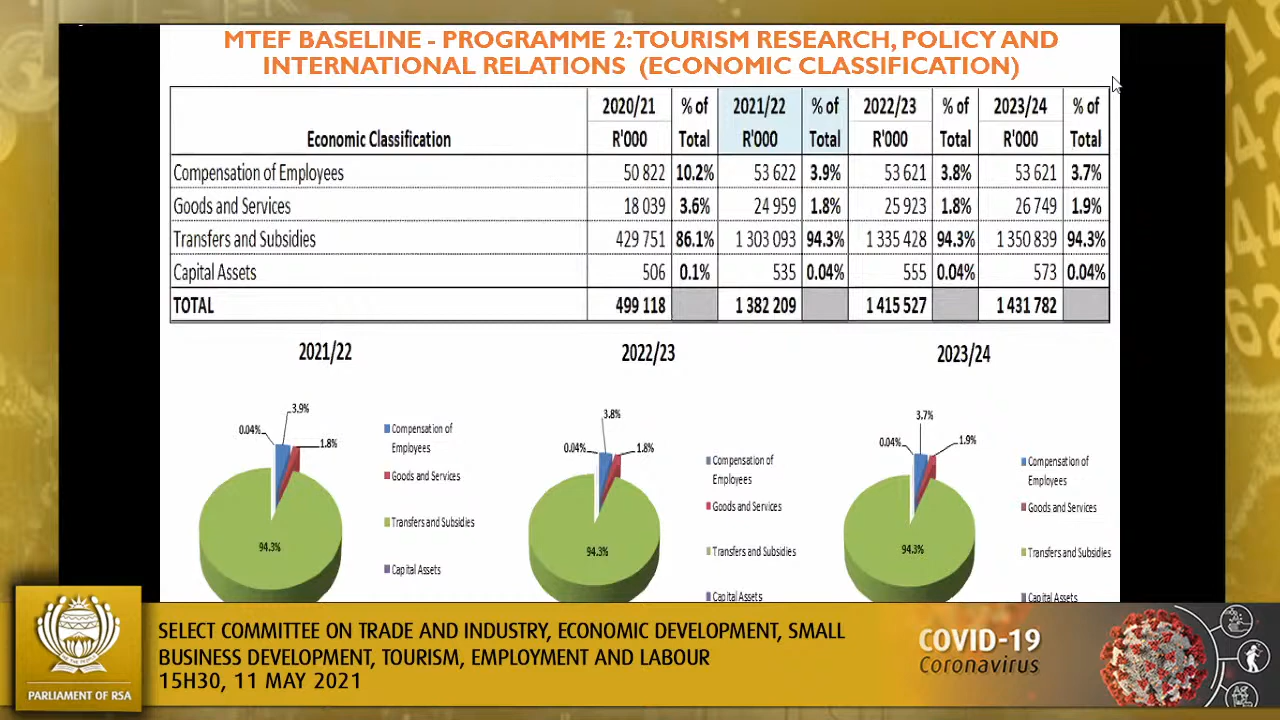 MTEF BASELINE - PROGRAMME 2: TOURISM RESEARCH, POLICY AND
INTERNATIONAL RELATIONS (ECONOMIC CLASSIFICATION)
2020/21 % of 2021/22 % of 2022/23 % of 2023/24 % of
Economic Classification R'000 Total R'000 Total R'000 Total R'000 Total
Compensation of Employees 50 822 10.2% 53 622 3.9% 53 621 3.8% 53 621 3.7%
Goods and Services 18 039 3.6% 24 959 1.8% 25 923 1.8% 26 749 1.9%
Transfers and Subsidies 429 751 86.1% 1 303 093 94.3% 1 335 428 94.3% 1 350 839 94.3%
Capital Assets 506 0.1% 535 0.04% 555 0.04% 573 0.04%
TOTAL 499 118 1 382 209 1 415 527 1 431 782
2021/22
3.9%
0.04%
1.8%
94.3%
Compensation of
Employees
Goods and Services
Transfers and Subsidies
Capital Assets
2022/23
3.8%
0.04%
1.8%
94.3%
Compensation of
Employees
Goods and Services
Transfers and Subsidies
Capital Assets
2023/24
3.7%
0.04%
1.9%
94.3%
Compensation of
Employees
Goods and Services
Transfers and Subsidies
Capital Assets
PARLIAMENT OF RSA
SELECT COMMITTEE ON TRADE AND INDUSTRY, ECONOMIC DEVELOPMENT, SMALL
BUSINESS DEVELOPMENT, TOURISM, EMPLOYMENT AND LABOUR
15H30, 11 MAY 2021
COVID-19
Coronavirus